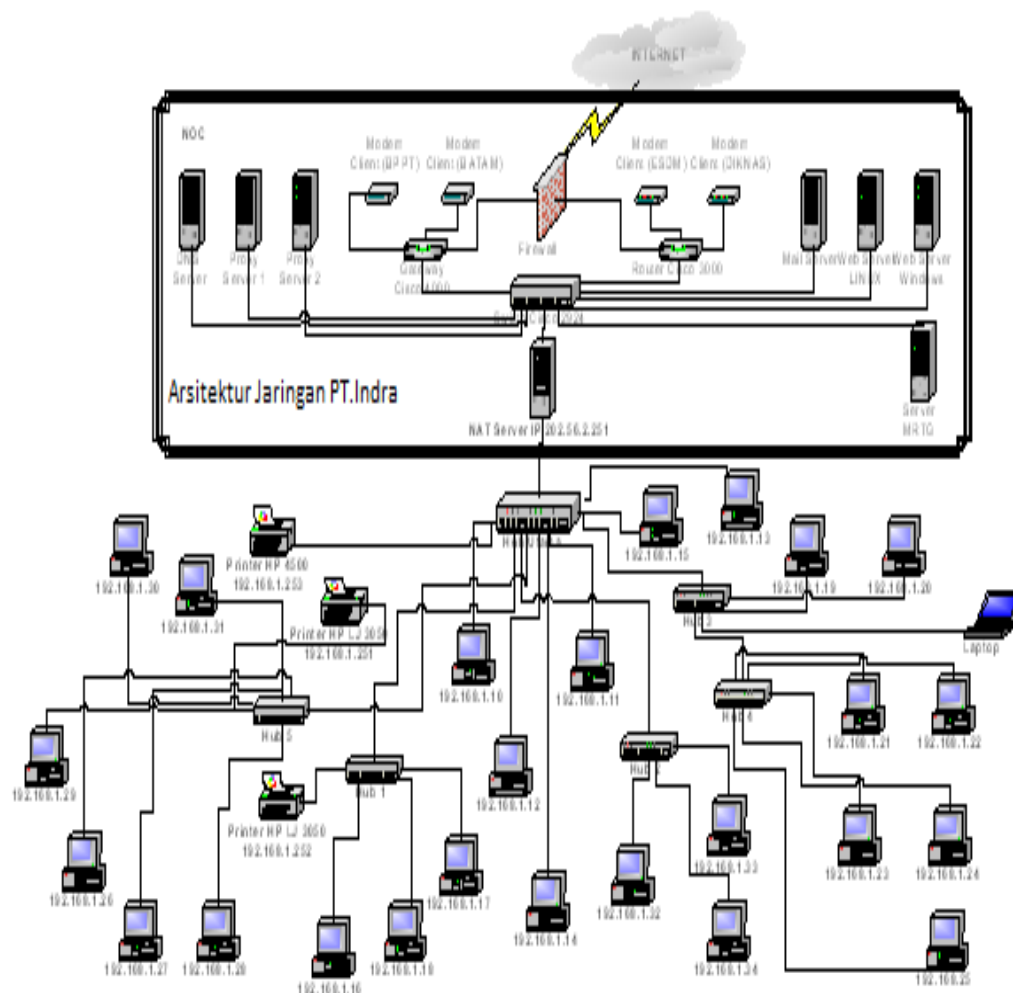 INTERNET
NOC
Modem
Client (BPPT)
Modem
Client (BATAM)
Modem
Client (ESDM)
Modem
Client (DIKNAS)
DNS
Server
Proxy
Server 1
Proxy
Server 2
Gateway
Cisco 4000
Firewall
Router Cisco 3000
Mail Server
Web Server
LINUX
Web Server
Windows
Cisco 2924
Arsitektur Jaringan PT.Indra
NAT Server IP 202.56.2.251
Server
MRTG
192.168.1.30
Printer HP 4500
192.168.1.253
192.168.1.15
192.168.1.13
192.168.1.19
192.168.1.20
192.168.1.31
Printer HP LJ 3050
192.168.1.251
Hub 3
Laptop
192.168.1.10
192.168.1.11
Hub 5
Hub 4
192.168.1.21
192.168.1.22
192.168.1.29
Hub 1
192.168.1.12
Hub 2
Printer HP LJ 3050
192.168.1.252
192.168.1.33
192.168.1.23
192.168.1.24
192.168.1.26
192.168.1.17
192.168.1.32
192.168.1.14
192.168.1.27
192.168.1.28
192.168.1.16
192.168.1.18
192.168.1.34
192.168.25